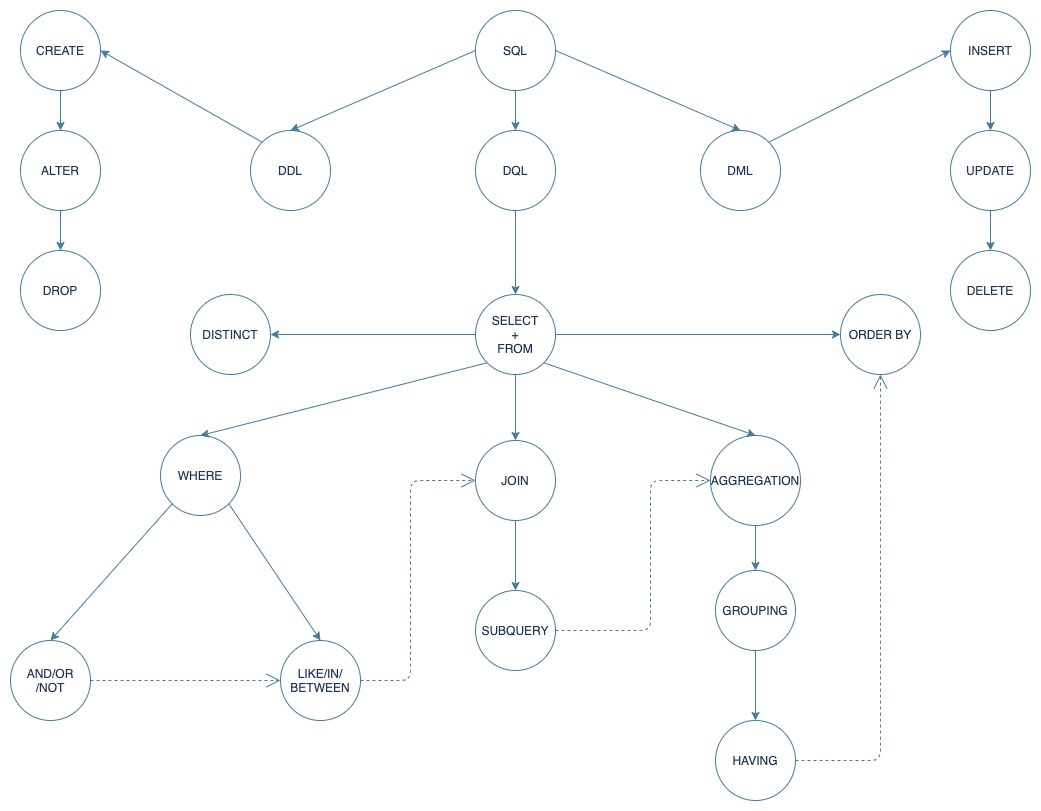 CREATE
SQL
INSERT
ALTER
DDL
DQL
DML
UPDATE
DROP
DELETE
DISTINCT
SELECT
+
FROM
ORDER BY
WHERE
JOIN
AGGREGATION
GROUPING
SUBQUERY
AND/OR
/NOT
LIKE/IN/
BETWEEN
HAVING